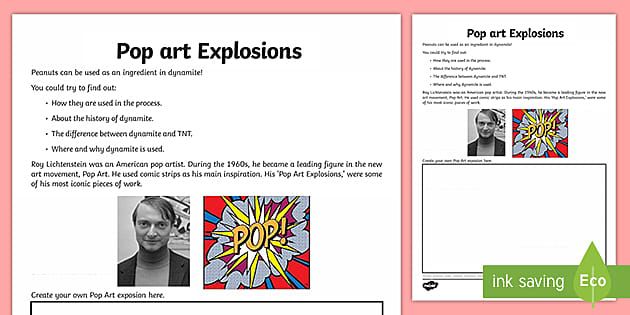 Pop art Explosions
Peanuts can be used as an ingredient in dynamite!
You could try to find out:
• How they are used in the process.
• About the history of dynamite.
• The difference between dynamite and TNT.
• Where and why dynamite is used.
Roy Lichtenstein was an American pop artist. During the 1960s, he became a leading figure in the new
art movement, Pop Art. He used comic strips as his main inspiration. His ‘Pop Art Explosions,’ were some
of his most iconic pieces of work.
POP!
Create your own Pop Art exposion here.
Pop art Explosions
Peanuts can be used as an ingredient in dynamite!
You could try to find out:
• How they are used in the process.
• About the history of dynamite.
• The difference between dynamite and TNT.
• Where and why dynamite is used.
Roy Lichtenstein was an American pop artist. During the 1960s, he became a leading figure in the new
art movement, Pop Art. He used comic strips as his main inspiration. His ‘Pop Art Explosions,’ were some
of his most iconic pieces of work.
POP!
Create your own Pop Art exposion here.
ink saving
Eco